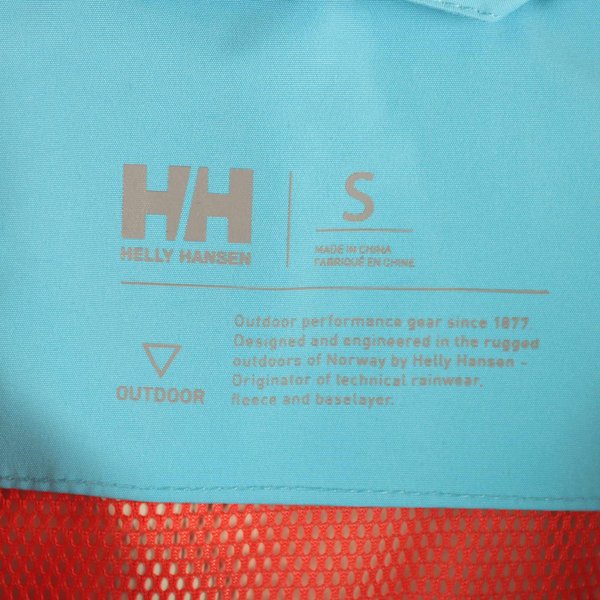 HH
HELLY HANSEN
S
MADE IN CHINA
FABRIQUÉ EN CHINE
OUTDOOR
Outdoor performance gear since 1877.
Designed and engineered in the rugged
outdoors of Norway by Helly Hansen -
Originator of technical rainwear,
fleece and baselayer.